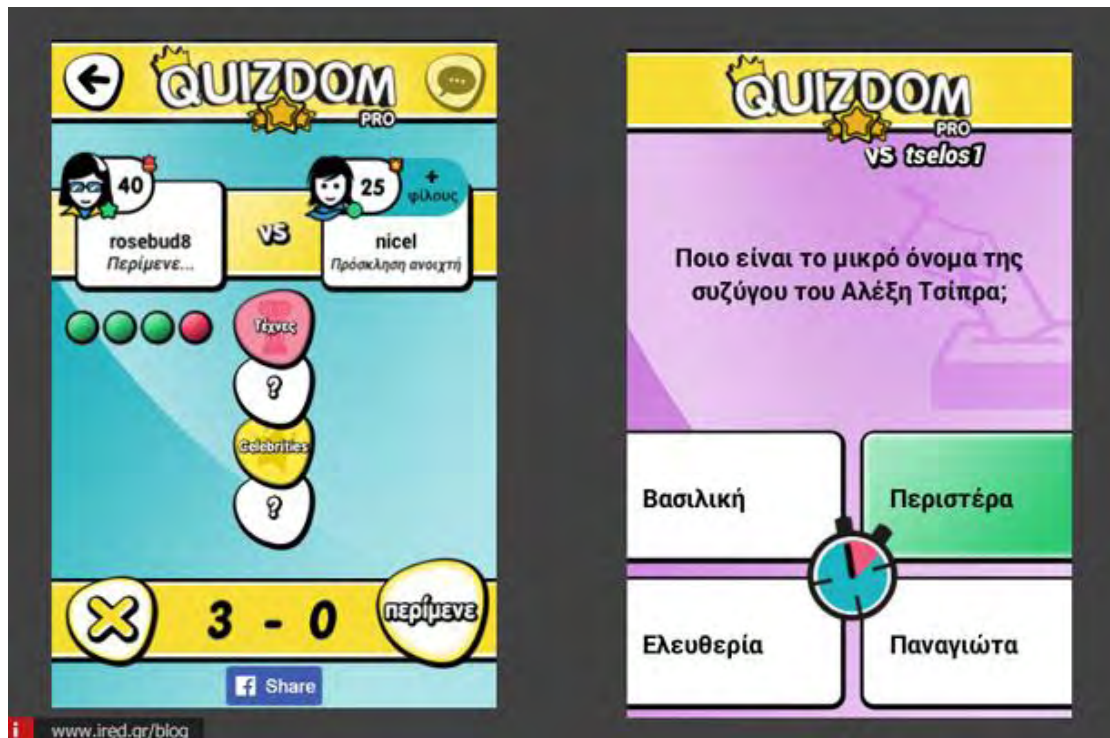 QUIZDOM
PRO
40
rosebud8
Περίμενε...
vs
25
+
φίλους
nicel
Πρόσκληση ανοιχτή
Τέχνες
?
Celebrities
?
3 - 0
περίμενε
f Share
i www.ired.gr/blog
QUIZDOM
PRO
vs tselos1
Ποιο είναι το μικρό όνομα της
συζύγου του Αλέξη Τσίπρα;
Βασιλική
Περιστέρα
Ελευθερία
Παναγιώτα